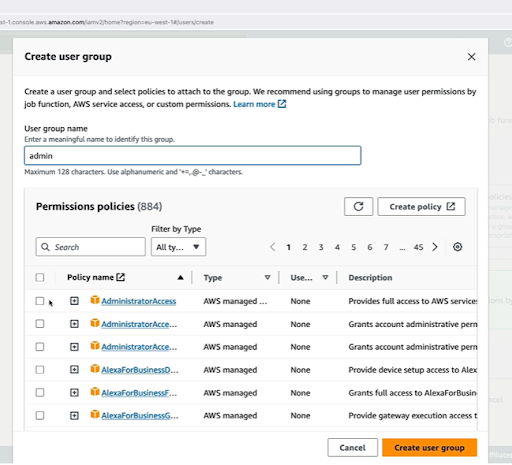 st-1.console.aws.amazon.com/iamv2/home?region=eu-west-1#/users/create
Create user group
Create a user group and select policies to attach to the group. We recommend using groups to manage user permissions by
job function, AWS service access, or custom permissions. Learn more
User group name
Enter a meaningful name to identify this group.
admin
Maximum 128 characters. Use alphanumeric and '+=,.@-_' characters.
Permissions policies (884)
Create policy
Filter by Type
Search
All ty...
1 2 3 4 5 6 7 ... 45
Policy name Type Use... Description
AdministratorAccess AWS managed ... None Provides full access to AWS services
AdministratorAcce... AWS managed None Grants account administrative perm
AdministratorAcce... AWS managed None Grants account administrative perm
AlexaForBusinessD... AWS managed None Provide device setup access to Alex
AlexaForBusinessF... AWS managed None Grants full access to AlexaForBusin
AlexaForBusinessG... AWS managed None Provide gateway execution access t
Cancel
Create user group